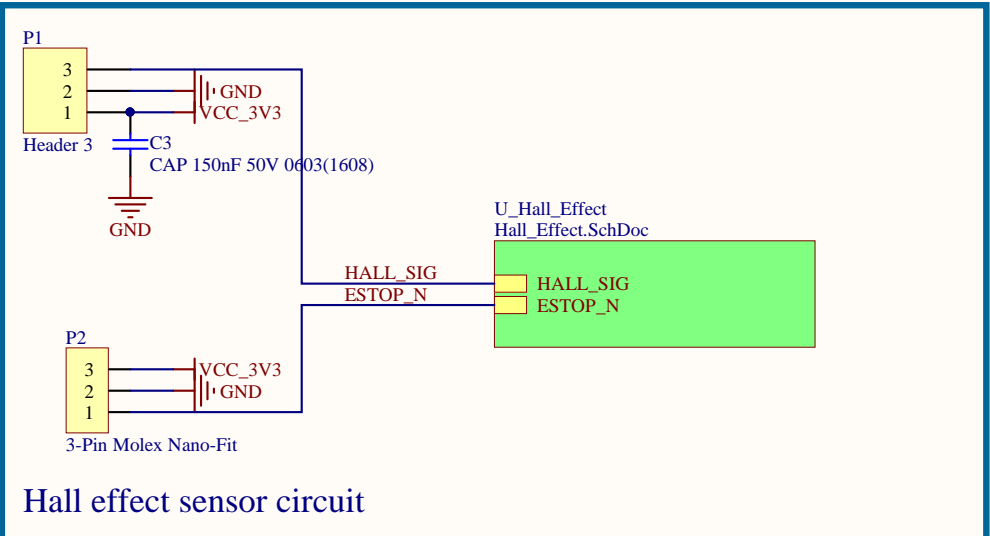 P1
3
2
1
GND
VCC_3V3
Header 3
C3
CAP 150nF 50V 0603(1608)
GND
U_Hall_Effect
Hall_Effect.SchDoc
HALL_SIG
ESTOP_N
HALL_SIG
ESTOP_N
P2
3
2
1
VCC_3V3
GND
3-Pin Molex Nano-Fit
Hall effect sensor circuit